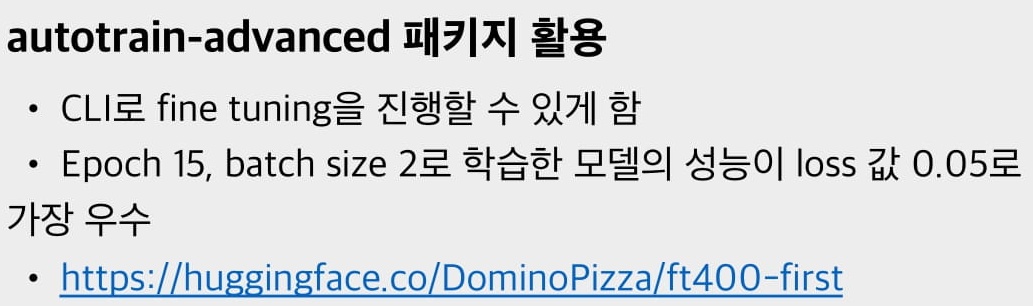 autotrain-advanced 패키지 활용
• CLI로 fine tuning을 진행할 수 있게 함
• Epoch 15, batch size 2로 학습한 모델의 성능이 loss 값 0.05로
가장 우수
• https://huggingface.co/DominoPizza/ft400-first